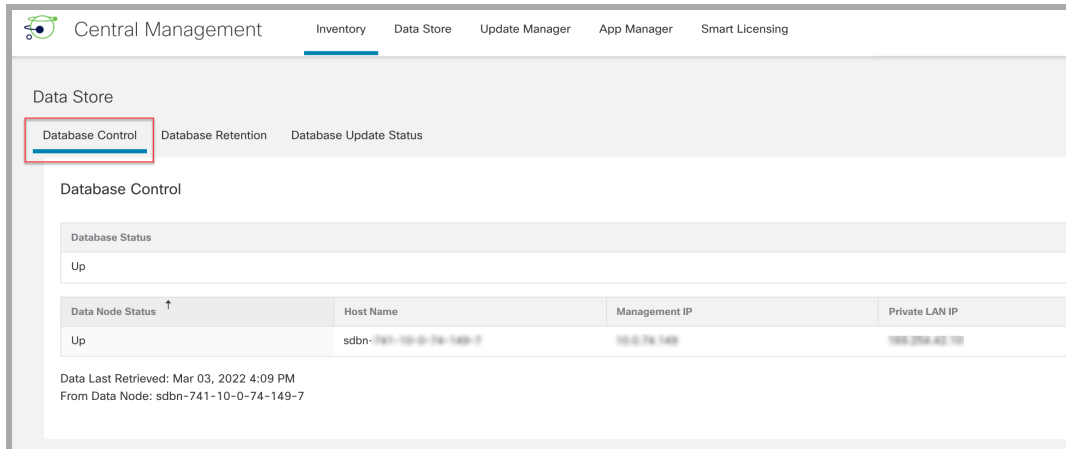 Central Management
Inventory Data Store Update Manager App Manager Smart Licensing
Data Store
Database Control Database Retention Database Update Status
Database Control
Database Status
Up
Data Node Status ↑ Host Name Management IP Private LAN IP
Up sdbn-
Data Last Retrieved: Mar 03, 2022 4:09 PM
From Data Node: sdbn-741-10-0-74-149-7